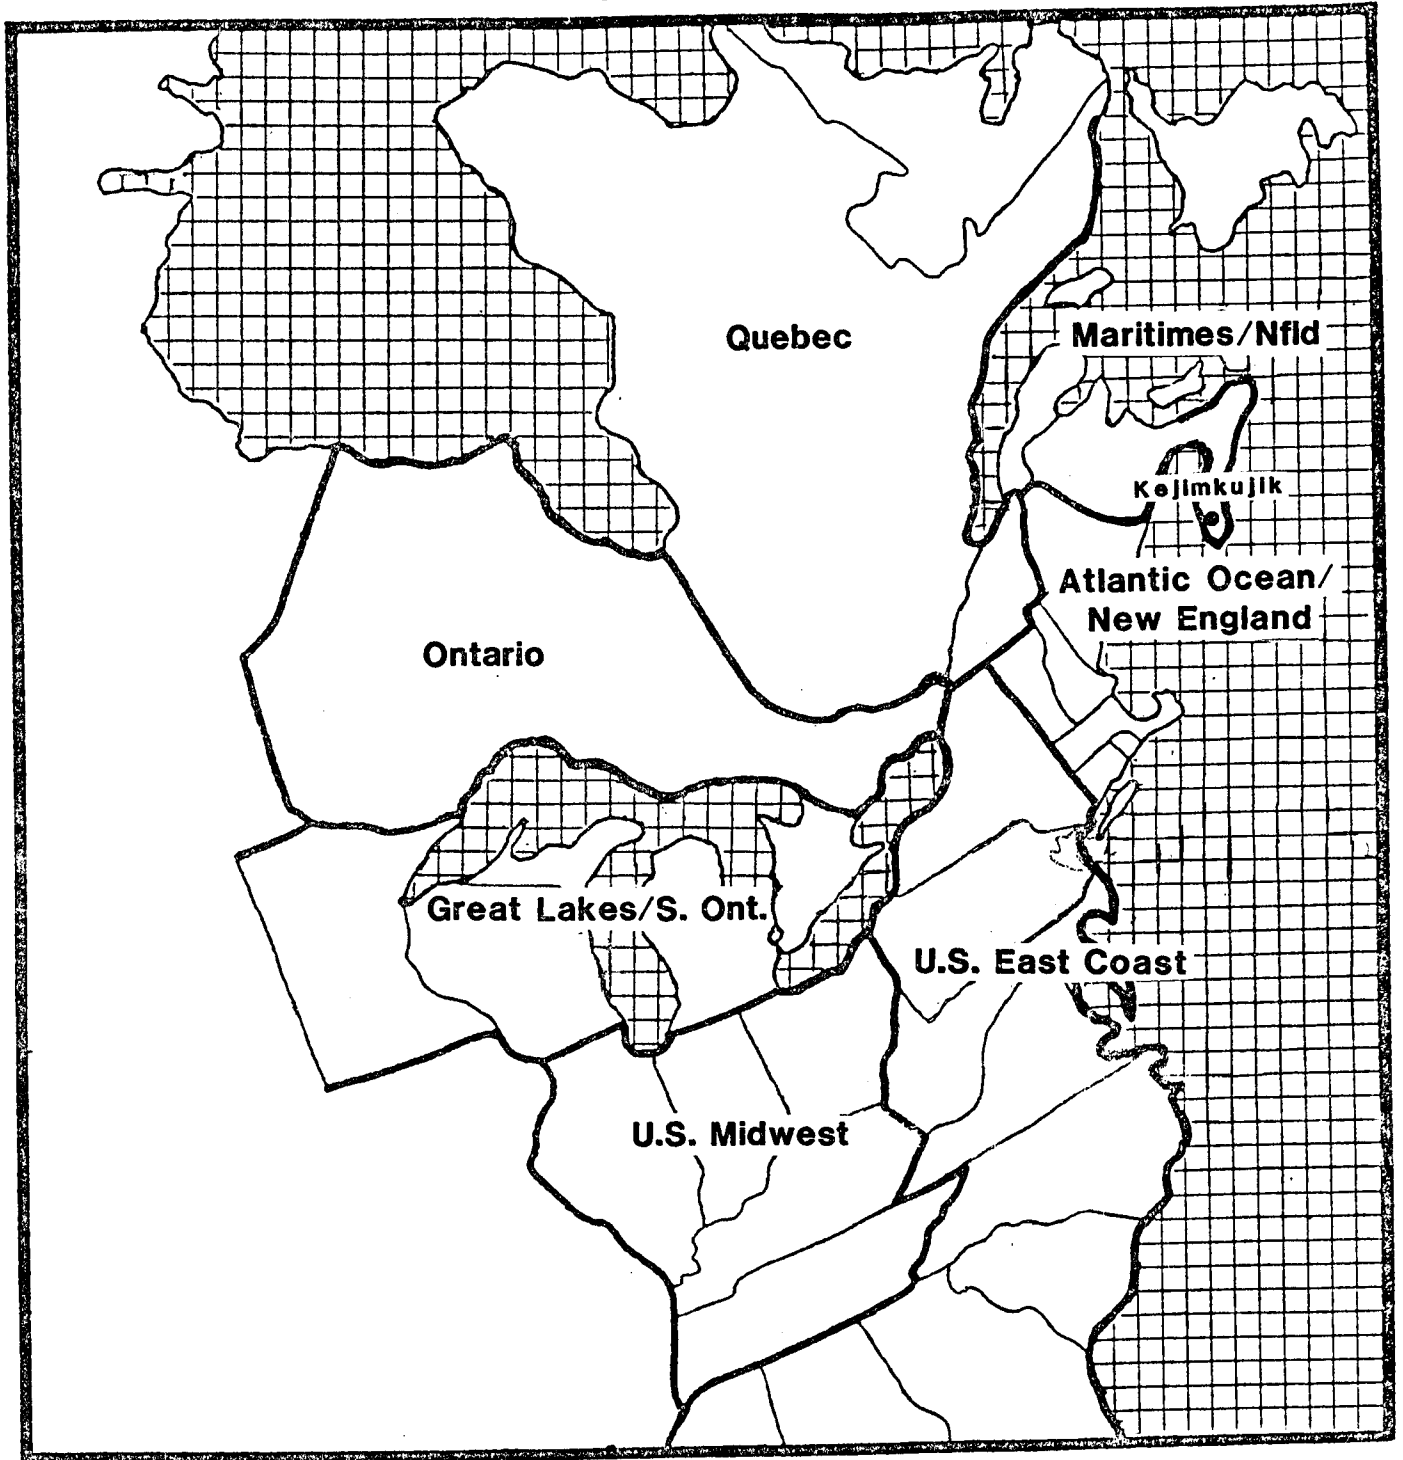 Quebec
Maritimes/Nfld
Kejimkujik
Atlantic Ocean/
New England
Ontario
Great Lakes/S. Ont.
U.S. East Coast
U.S. Midwest